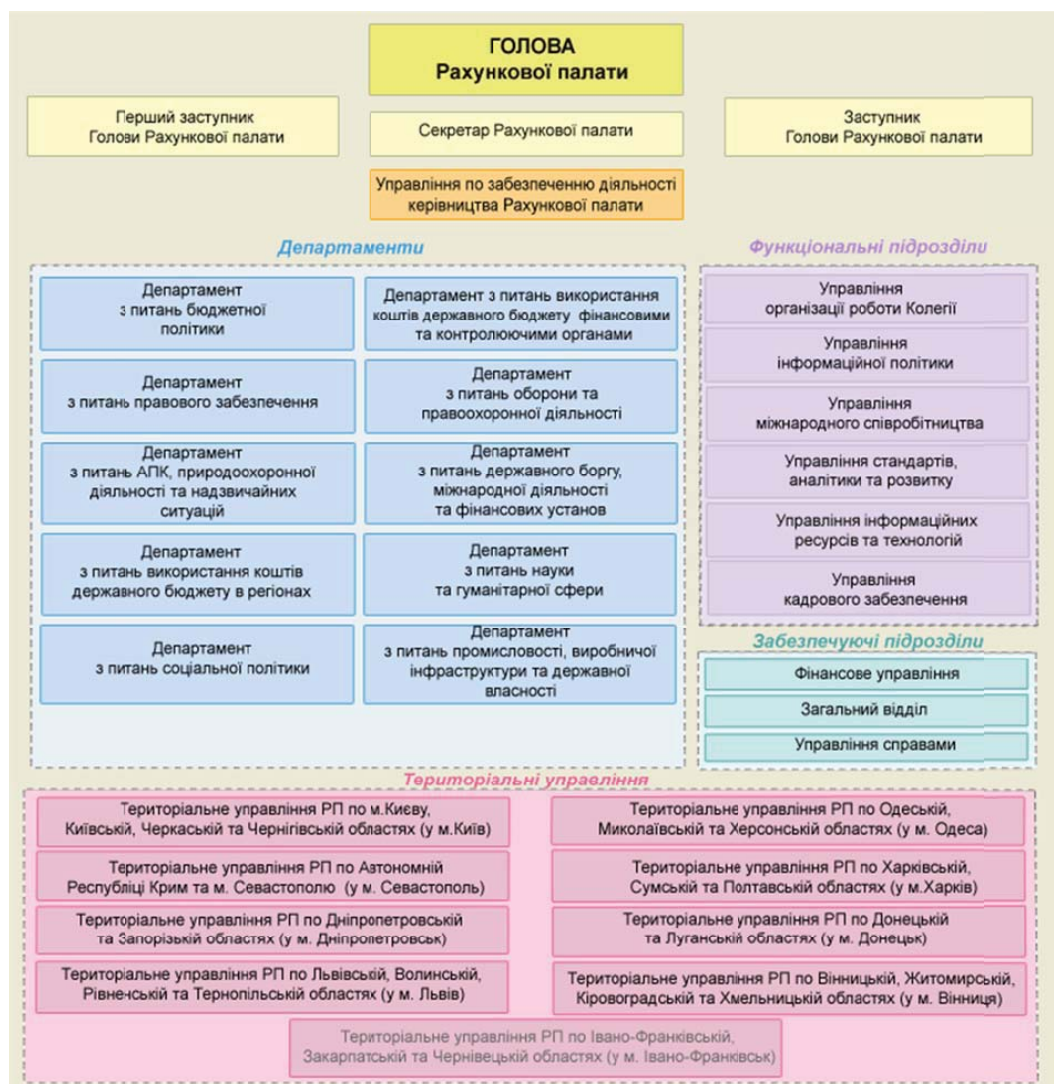 ГОЛОВА
Рахункової палати
Перший заступник
Голови Рахункової палати
Секретар Рахункової палати
Заступник
Голови Рахункової палати
Управління по забезпеченню діяльності
керівництва Рахункової палати
Департаменти
Департамент
з питань бюджетної
політики
Департамент з питань використання
коштів державного бюджету фінансовими
та контролюючими органами
Департамент
з питань правового забезпечення
Департамент
з питань оборони та
правоохоронної діяльності
Департамент
з питань АПК, природоохоронної
діяльності та надзвичайних
ситуацій
Департамент
з питань державного боргу,
міжнародної діяльності
та фінансових установ
Департамент
з питань використання коштів
державного бюджету в регіонах
Департамент
з питань науки
та гуманітарної сфери
Департамент
з питань соціальної політики
Департамент
з питань промисловості, виробничої
інфраструктури та державної
власності
Функціональні підрозділи
Управління
організації роботи Колегії
Управління
інформаційної політики
Управління
міжнародного співробітництва
Управління стандартів,
аналітики та розвитку
Управління інформаційних
ресурсів та технологій
Управління
кадрового забезпечення
Забезпечуючі підрозділи
Фінансове управління
Загальний відділ
Управління справами
Територіальні управління
Територіальне управління РП по м.Києву,
Київській, Черкаській та Чернігівській областях (у м.Київ)
Територіальне управління РП по Одеській,
Миколаївській та Херсонській областях (у м. Одеса)
Територіальне управління РП по Автономній
Республіці Крим та м. Севастополю (у м. Севастополь)
Територіальне управління РП по Харківській,
Сумській та Полтавській областях (у м.Харків)
Територіальне управління РП по Дніпропетровській
та Запорізькій областях (у м. Дніпропетровськ)
Територіальне управління РП по Донецькій
та Луганській областях (у м. Донецьк)
Територіальне управління РП по Львівській, Волинській,
Рівненській та Тернопільській областях (у м. Львів)
Територіальне управління РП по Вінницькій, Житомирській,
Кіровоградській та Хмельницькій областях (у м. Вінниця)
Територіальне управління РП по Івано-Франківській,
Закарпатській та Чернівецькій областях (у м. Івано-Франківськ)